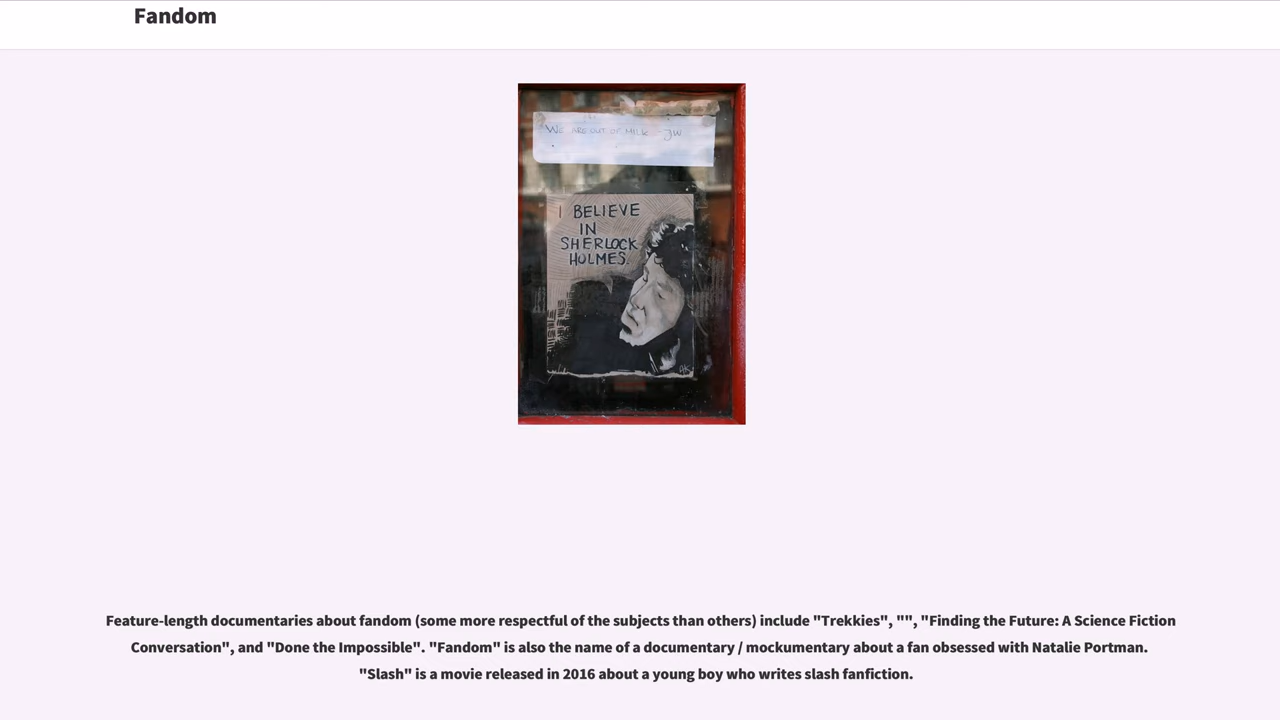 Fandom
WE ARE OUT OF MILK -JW
I BELIEVE
IN
SHERLOCK
HOLMES.
Feature-length documentaries about fandom (some more respectful of the subjects than others) include "Trekkies", "", "Finding the Future: A Science Fiction
Conversation", and "Done the Impossible". "Fandom" is also the name of a documentary / mockumentary about a fan obsessed with Natalie Portman.
"Slash" is a movie released in 2016 about a young boy who writes slash fanfiction.